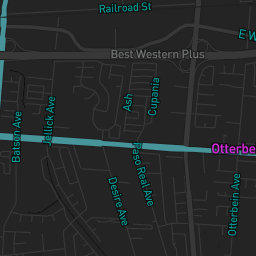 Railroad St
E W
Best Western Plus
Ash
Cupania
Jellick Ave
Batson Ave
Otterbe
Paso Real Ave
Desire Ave
Otterbein Ave